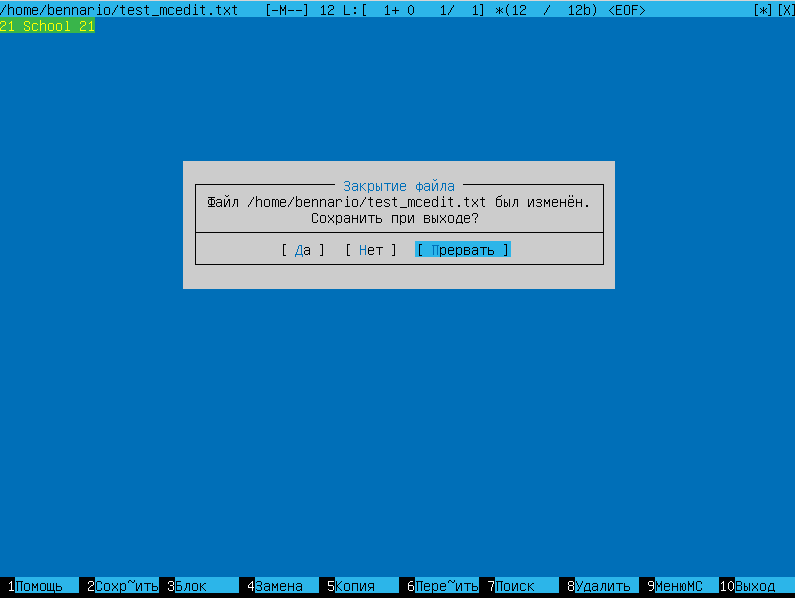 /home/bennario/test_mcedit.txt [-M--] 12 L:[ 1+ 0 1/ 1] *(12 / 12b) <EOF> [*][X]
21 School 21
Закрытие файла
Файл /home/bennario/test_mcedit.txt был изменён.
Сохранить при выходе?
[ Да ] [ Нет ] [ Прервать ]
1Помощь 2Сохр~ить 3Блок 4Замена 5Копия 6Пере~ить 7Поиск 8Удалить 9МенюMC 10Выход